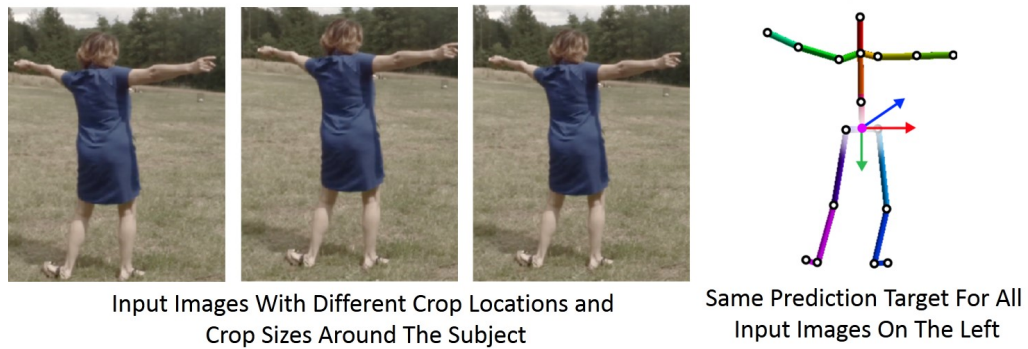 Input Images With Different Crop Locations and
Crop Sizes Around The Subject
Same Prediction Target For All
Input Images On The Left